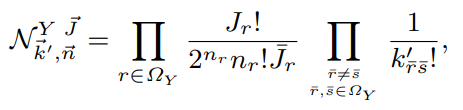 $\mathcal{N}_{\vec{k}',\vec{n}}^{Y\ \vec{J}} = \prod_{r \in \Omega_Y} \frac{J_r!}{2^{n_r} n_r! \bar{J}_r} \prod_{\substack{\bar{r} \neq \bar{s} \\ \bar{r},\bar{s} \in \Omega_Y}} \frac{1}{k'_{\bar{r}\bar{s}}!},$